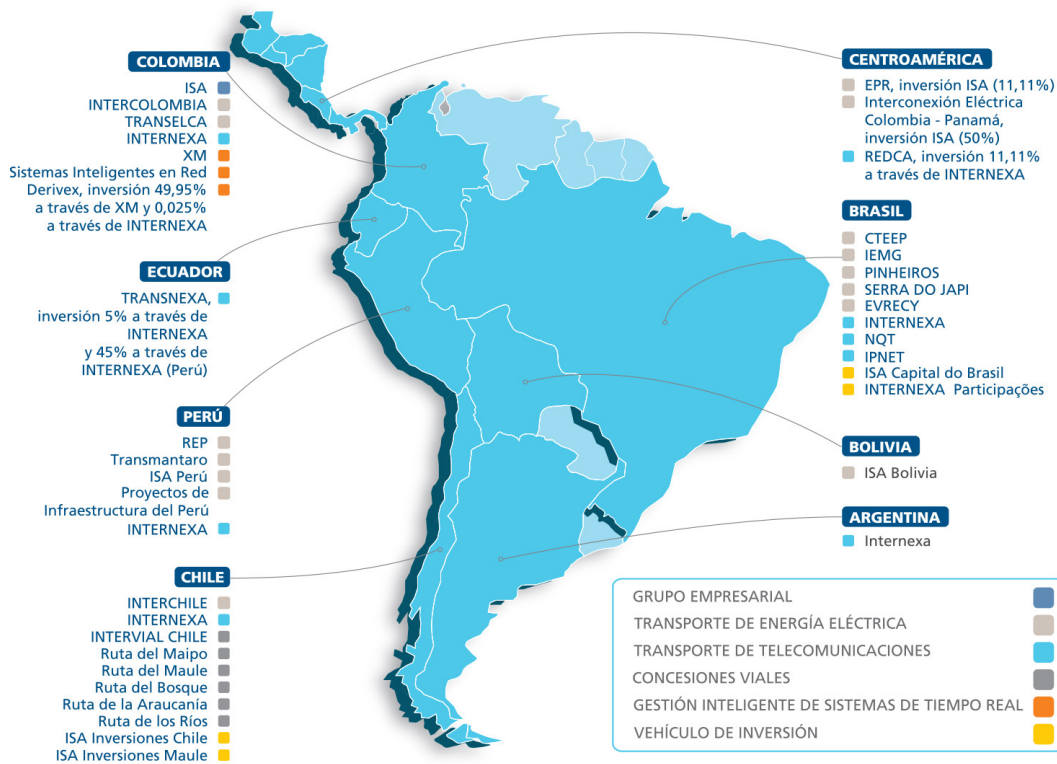 COLOMBIA
ISA
INTERCOLOMBIA
TRANSELCA
INTERNEXA
XM
Sistemas Inteligentes en Red
Derivex, inversión 49,95%
a través de XM y 0,025%
a través de INTERNEXA
ECUADOR
TRANSNEXA,
inversión 5% a través de
INTERNEXA
y 45% a través de
INTERNEXA (Perú)
PERÚ
REP
Transmantaro
ISA Perú
Proyectos de
Infraestructura del Perú
INTERNEXA
CHILE
INTERCHILE
INTERNEXA
INTERVIAL CHILE
Ruta del Maipo
Ruta del Maule
Ruta del Bosque
Ruta de la Araucanía
Ruta de los Ríos
ISA Inversiones Chile
ISA Inversiones Maule
CENTROAMÉRICA
EPR, inversión ISA (11,11%)
Interconexión Eléctrica
Colombia - Panamá,
inversión ISA (50%)
REDCA, inversión 11,11%
a través de INTERNEXA
BRASIL
CTEEP
IEMG
PINHEIROS
SERRA DO JAPI
EVRECY
INTERNEXA
NQT
IPNET
ISA Capital do Brasil
INTERNEXA Participações
BOLIVIA
ISA Bolivia
ARGENTINA
Internexa
GRUPO EMPRESARIAL
TRANSPORTE DE ENERGÍA ELÉCTRICA
TRANSPORTE DE TELECOMUNICACIONES
CONCESIONES VIALES
GESTIÓN INTELIGENTE DE SISTEMAS DE TIEMPO REAL
VEHÍCULO DE INVERSIÓN